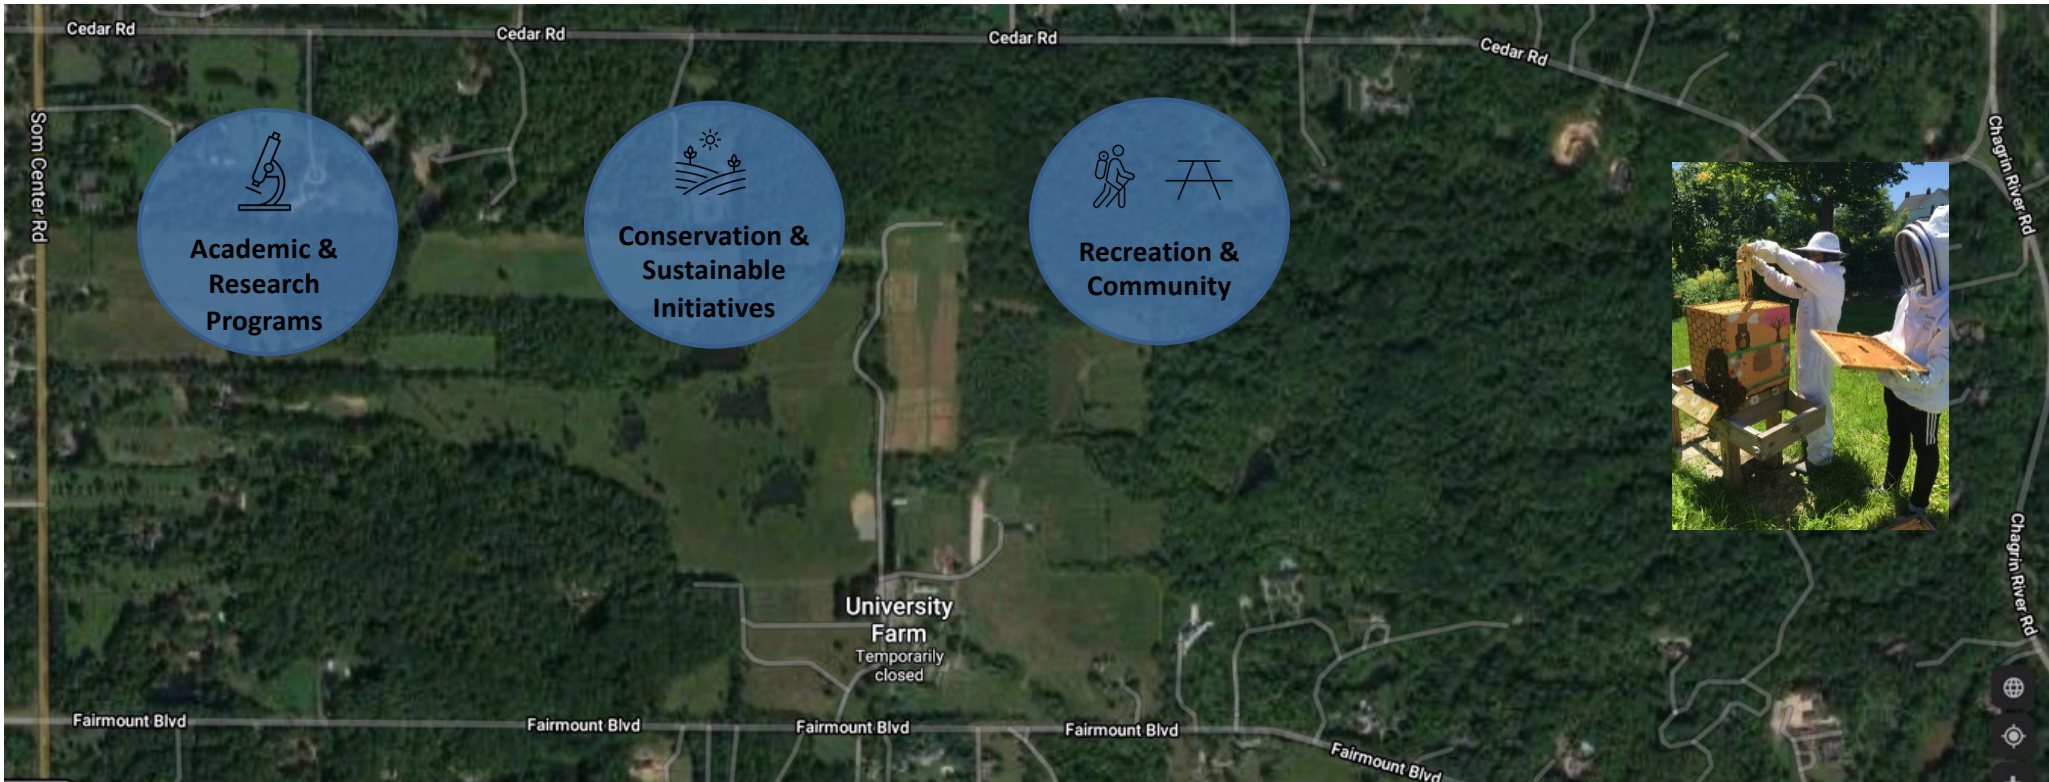 Cedar Rd
Cedar Rd
Cedar Rd
Cedar Rd
Som Center Rd
Chagrin River Rd
Academic &
Research
Programs
Conservation &
Sustainable
Initiatives
Recreation &
Community
University
Farm
Temporarily
closed
Chagrin River Rd
Fairmount Blvd
Fairmount Blvd
Fairmount Blvd
Fairmount Blvd
Fairmount Blvd